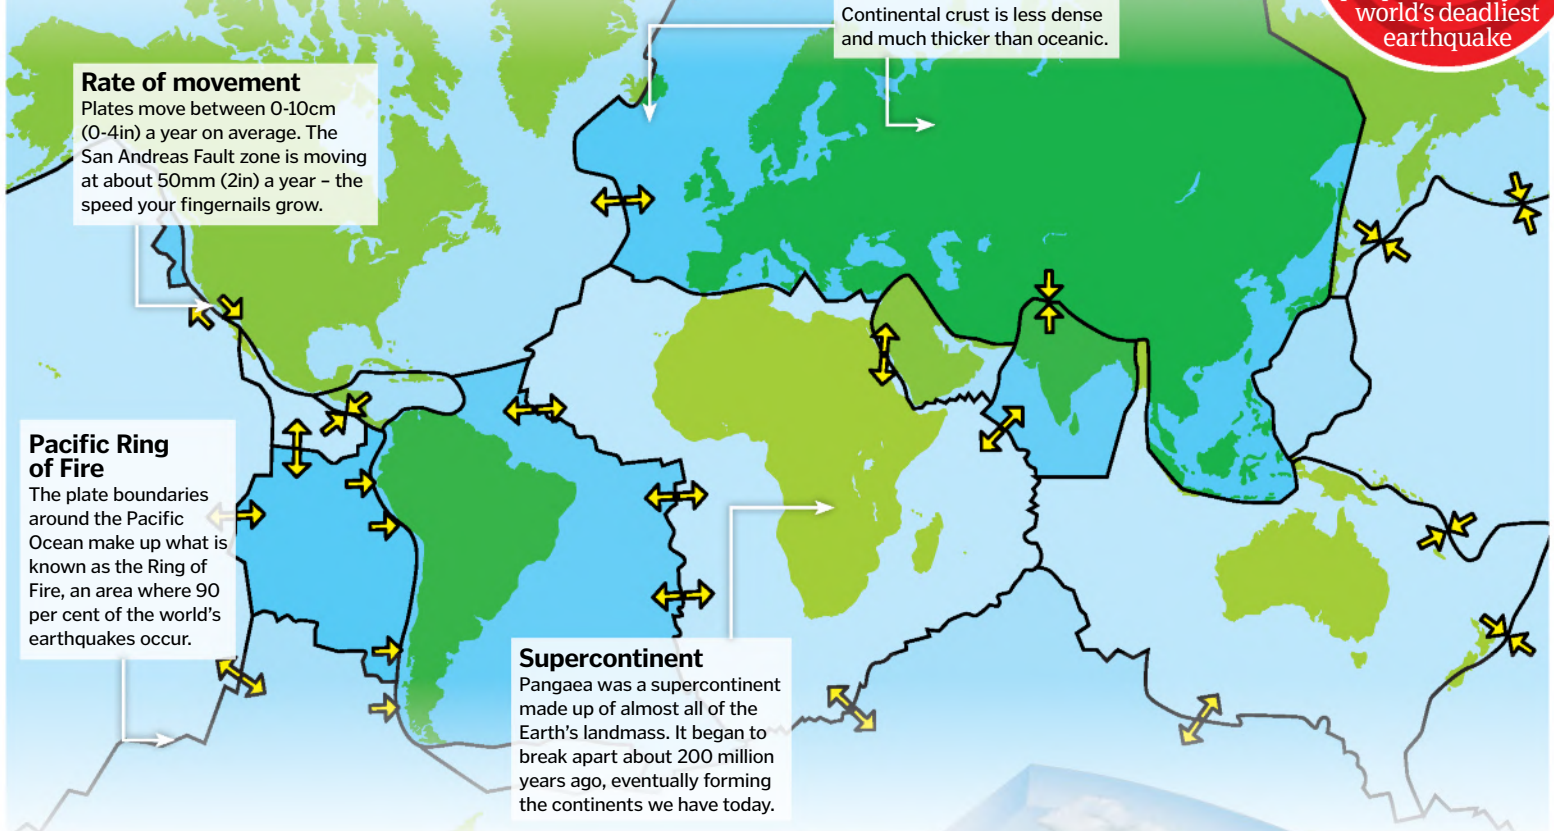 Continental crust is less dense
and much thicker than oceanic.
world's deadliest
earthquake
Rate of movement
Plates move between 0-10cm
(0-4in) a year on average. The
San Andreas Fault zone is moving
at about 50mm (2in) a year – the
speed your fingernails grow.
Pacific Ring
of Fire
The plate boundaries
around the Pacific
Ocean make up what is
known as the Ring of
Fire, an area where 90
per cent of the world's
earthquakes occur.
Supercontinent
Pangaea was a supercontinent
made up of almost all of the
Earth's landmass. It began to
break apart about 200 million
years ago, eventually forming
the continents we have today.